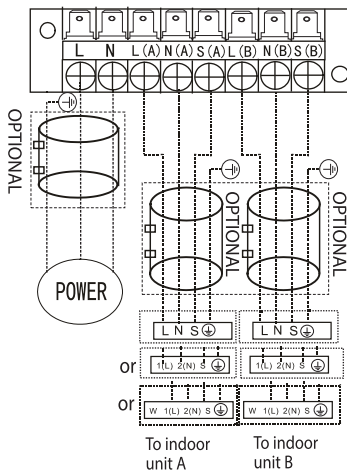 L N L(A) N(A) S(A) L(B) N(B) S(B)
OPTIONAL
OPTIONAL
OPTIONAL
POWER
L N S
L N S
or
1(L) 2(N) S
1(L) 2(N) S
or
W 1(L) 2(N) S
W 1(L) 2(N) S
To indoor
unit A
To indoor
unit B